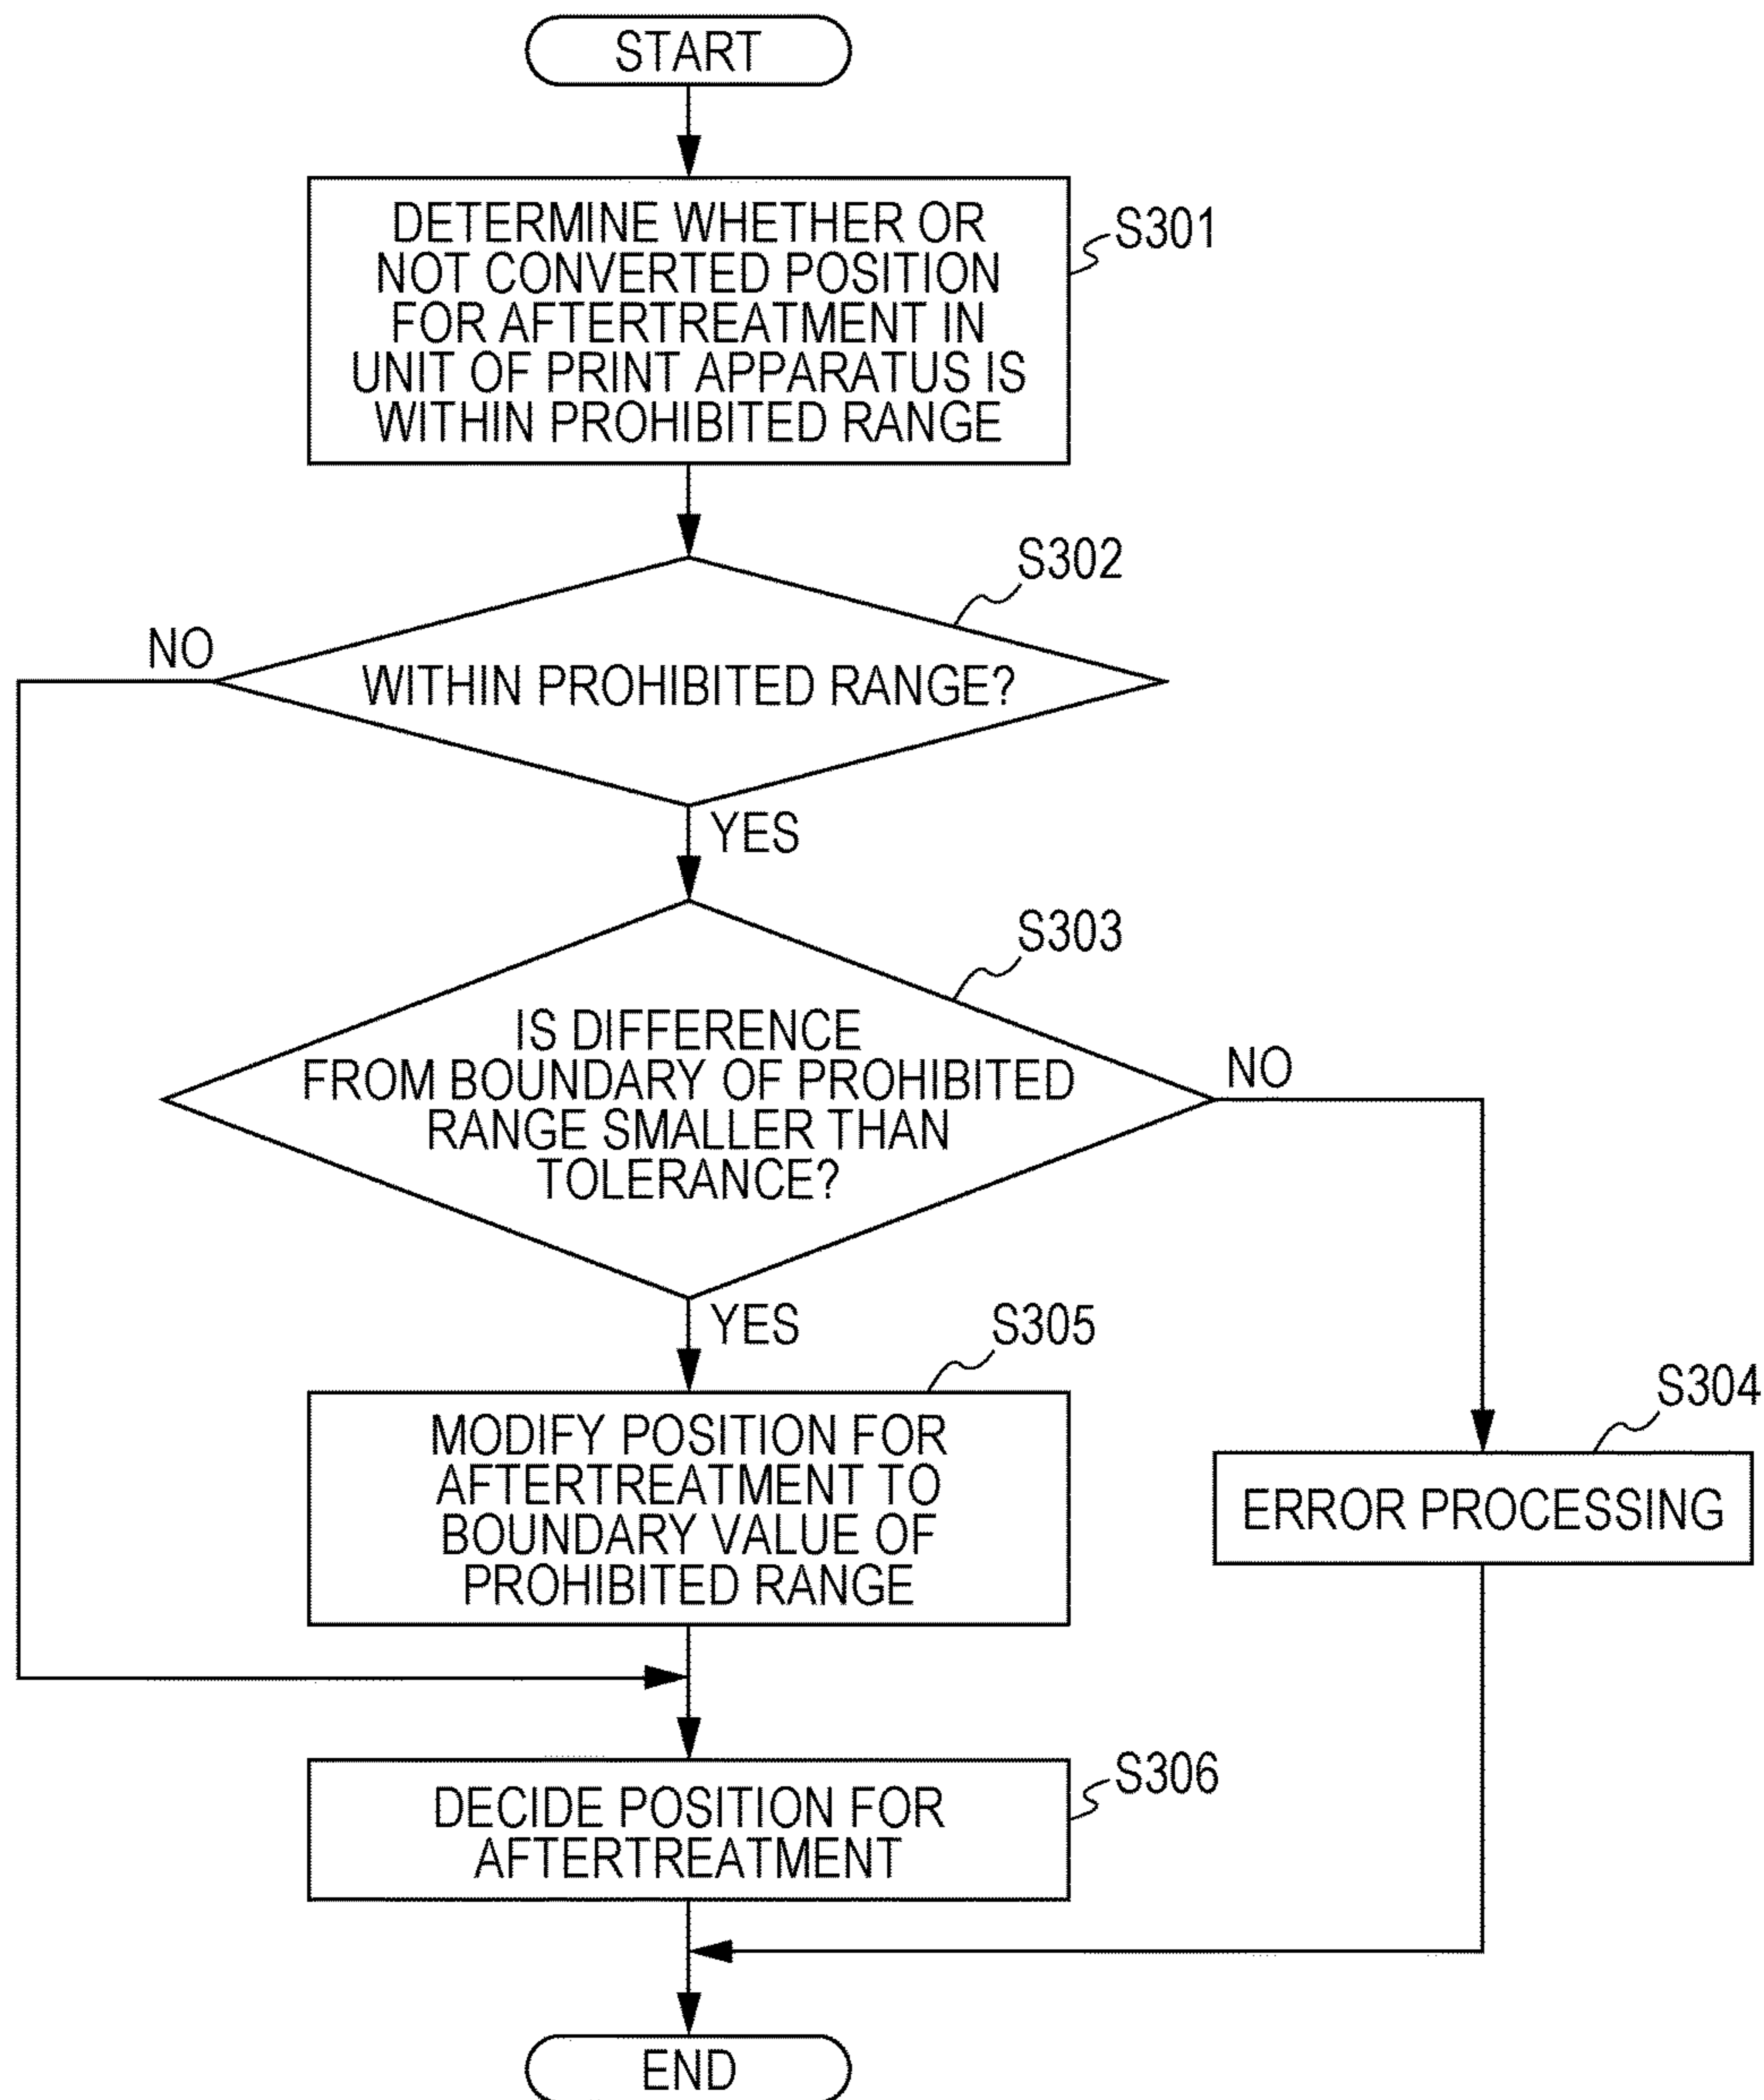 START
DETERMINE WHETHER OR
NOT CONVERTED POSITION
FOR AFTERTREATMENT IN
UNIT OF PRINT APPARATUS IS
WITHIN PROHIBITED RANGE
S301
S302
NO
WITHIN PROHIBITED RANGE?
YES
S303
IS DIFFERENCE
FROM BOUNDARY OF PROHIBITED
RANGE SMALLER THAN
TOLERANCE?
NO
YES
S305
MODIFY POSITION FOR
AFTERTREATMENT TO
BOUNDARY VALUE OF
PROHIBITED RANGE
S304
ERROR PROCESSING
S306
DECIDE POSITION FOR
AFTERTREATMENT
END